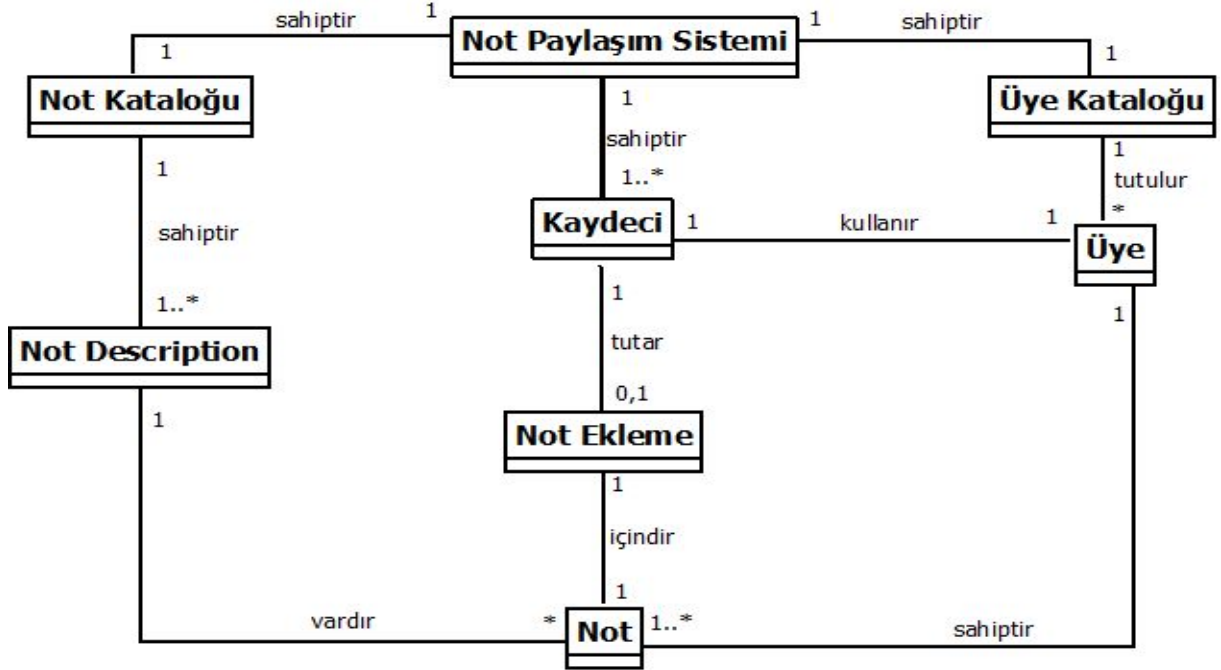 sahiptir
1
1
Not Paylaşım Sistemi
1
sahiptir
1
Not Kataloğu
Üye Kataloğu
1
sahiptir
1..*
1
sahiptir
1..*
1
tutulur
*
Kaydeci
1
kullanır
1
Üye
1
tutar
0,1
1
Not Description
1
Not Ekleme
1
içindir
1
vardır
*
Not
1..*
sahiptir